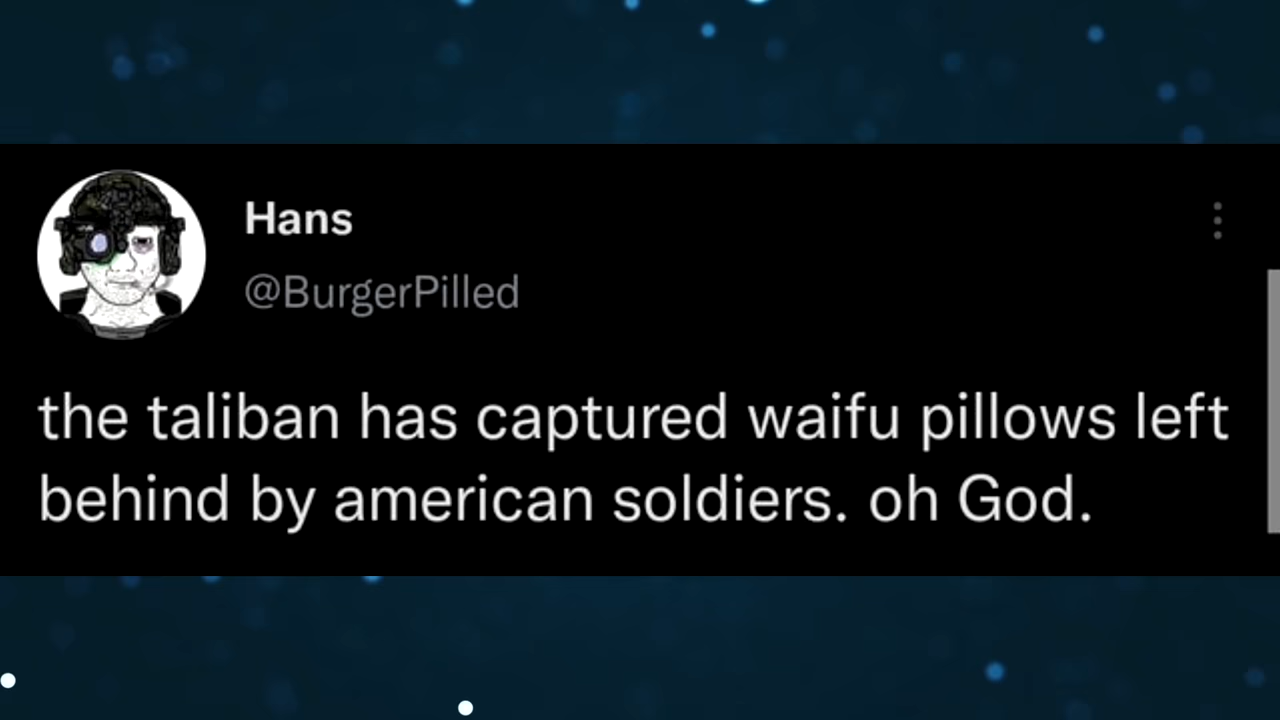 Hans
@BurgerPilled
the taliban has captured waifu pillows left
behind by american soldiers. oh God.